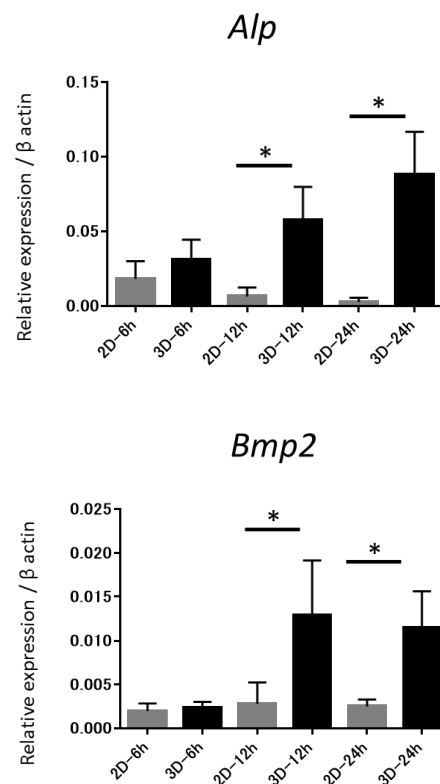 Alp
Relative expression / β actin
0.15
*
*
0.10
0.05
0.00
2D-6h
3D-6h
2D-12h
3D-12h
2D-24h
3D-24h
Bmp2
Relative expression / β actin
0.025
*
0.020
*
0.015
0.010
0.005
0.000
2D-6h
3D-6h
2D-12h
3D-12h
2D-24h
3D-24h